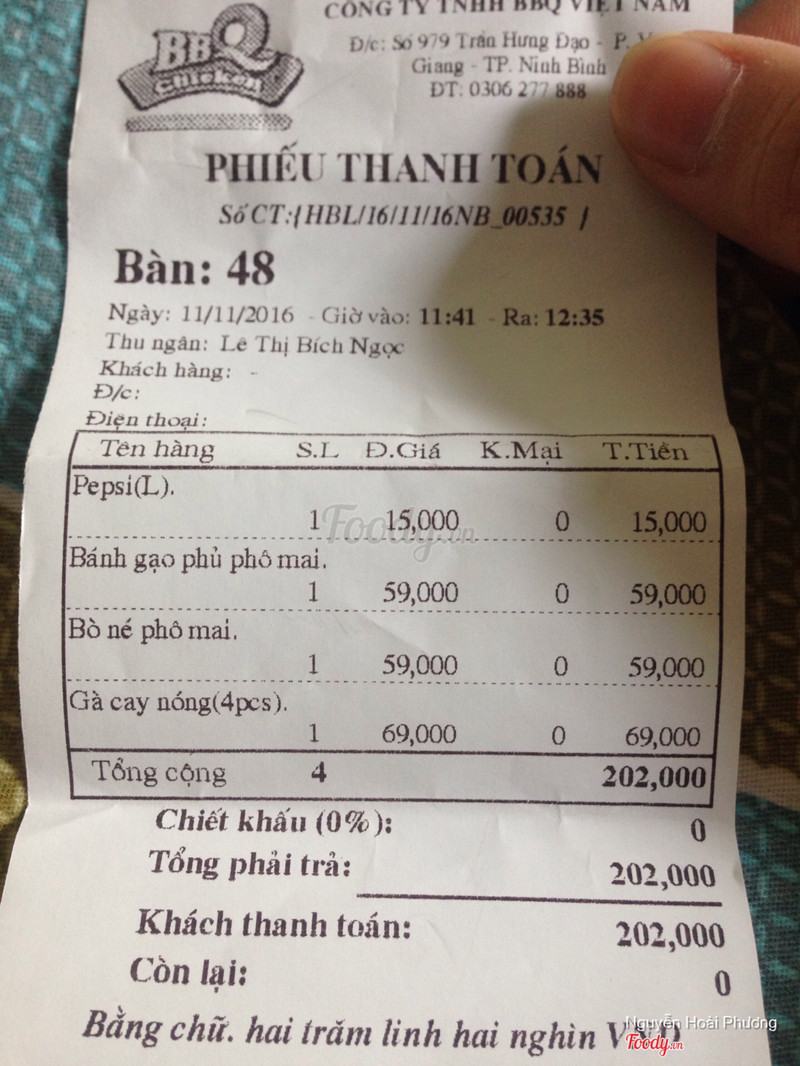 BBQ
Chicken
CÔNG TY TNHH BBQ VIỆT NAM
Đ/c: Số 979 Trần Hưng Đạo - P.
Giang - TP. Ninh Bình
ĐT: 0306 277 888
PHIẾU THANH TOÁN
Số CT:{HBL/16/11/16NB_00535 }
Bàn: 48
Ngày: 11/11/2016 - Giờ vào: 11:41 - Ra: 12:35
Thu ngân: Lê Thị Bích Ngọc
Khách hàng: -
Đ/c:
Điện thoại:
Tên hàng S.L Đ.Giá K.Mại T.Tiền
Pepsi(L).
1 15,000 0 15,000
Bánh gạo phủ phô mai.
1 59,000 0 59,000
Bò né phô mai.
1 59,000 0 59,000
Gà cay nóng(4pcs).
1 69,000 0 69,000
Tổng cộng 4 202,000
Chiết khấu (0%): 0
Tổng phải trả: 202,000
Khách thanh toán: 202,000
Còn lại: 0
Bằng chữ. hai trăm linh hai nghìn VND
Foody.vn
Nguyễn Hoài Phương
Foody.vn